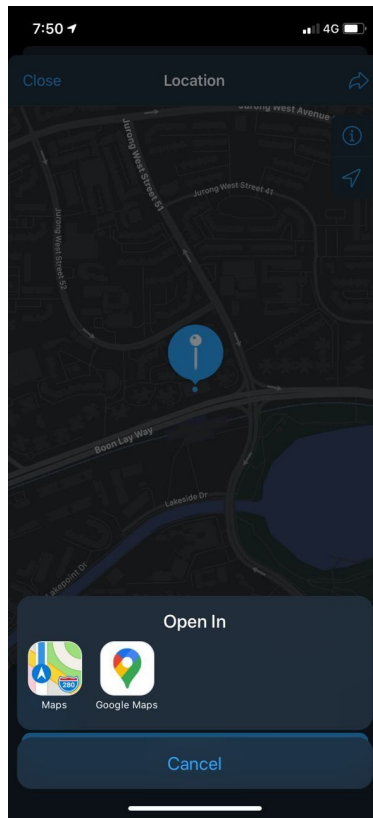 7:50
4G
Close
Location
Jurong West Avenue
Jurong West Street 51
Jurong West Street 41
Jurong West Street 52
Boon Lay Way
Lakeside Dr
Lakepoint Dr
Open In
280
Maps
Google Maps
Cancel